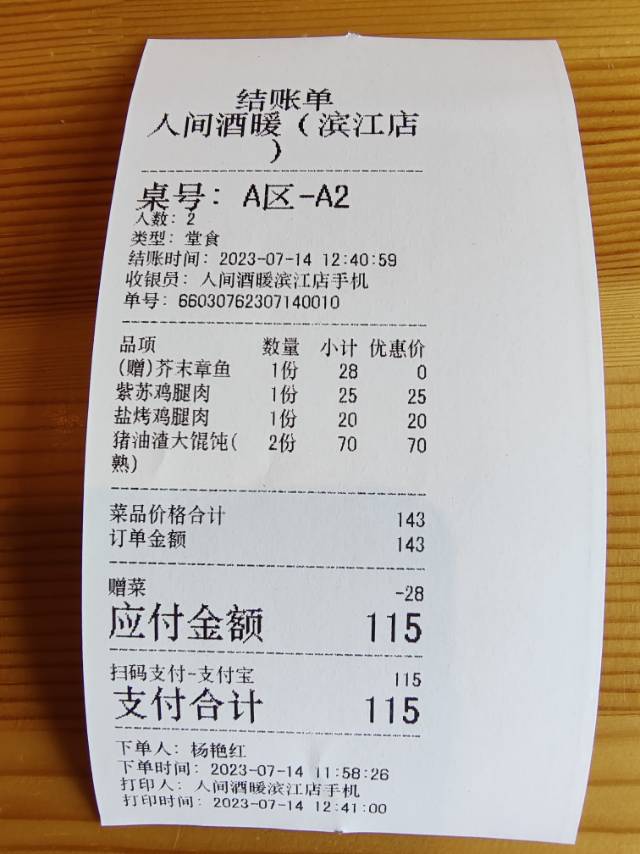 结账单
人间酒暖（滨江店
）
桌号：A区-A2
人数：2
类型：堂食
结账时间：2023-07-14 12:40:59
收银员：人间酒暖滨江店手机
单号：66030762307140010
品项 数量 小计 优惠价
(赠)芥末章鱼 1份 28 0
紫苏鸡腿肉 1份 25 25
盐烤鸡腿肉 1份 20 20
猪油渣大馄饨( 2份 70 70
熟)
菜品价格合计 143
订单金额 143
赠菜 -28
应付金额 115
扫码支付-支付宝 115
支付合计 115
下单人：杨艳红
下单时间：2023-07-14 11:58:26
打印人：人间酒暖滨江店手机
打印时间：2023-07-14 12:41:00